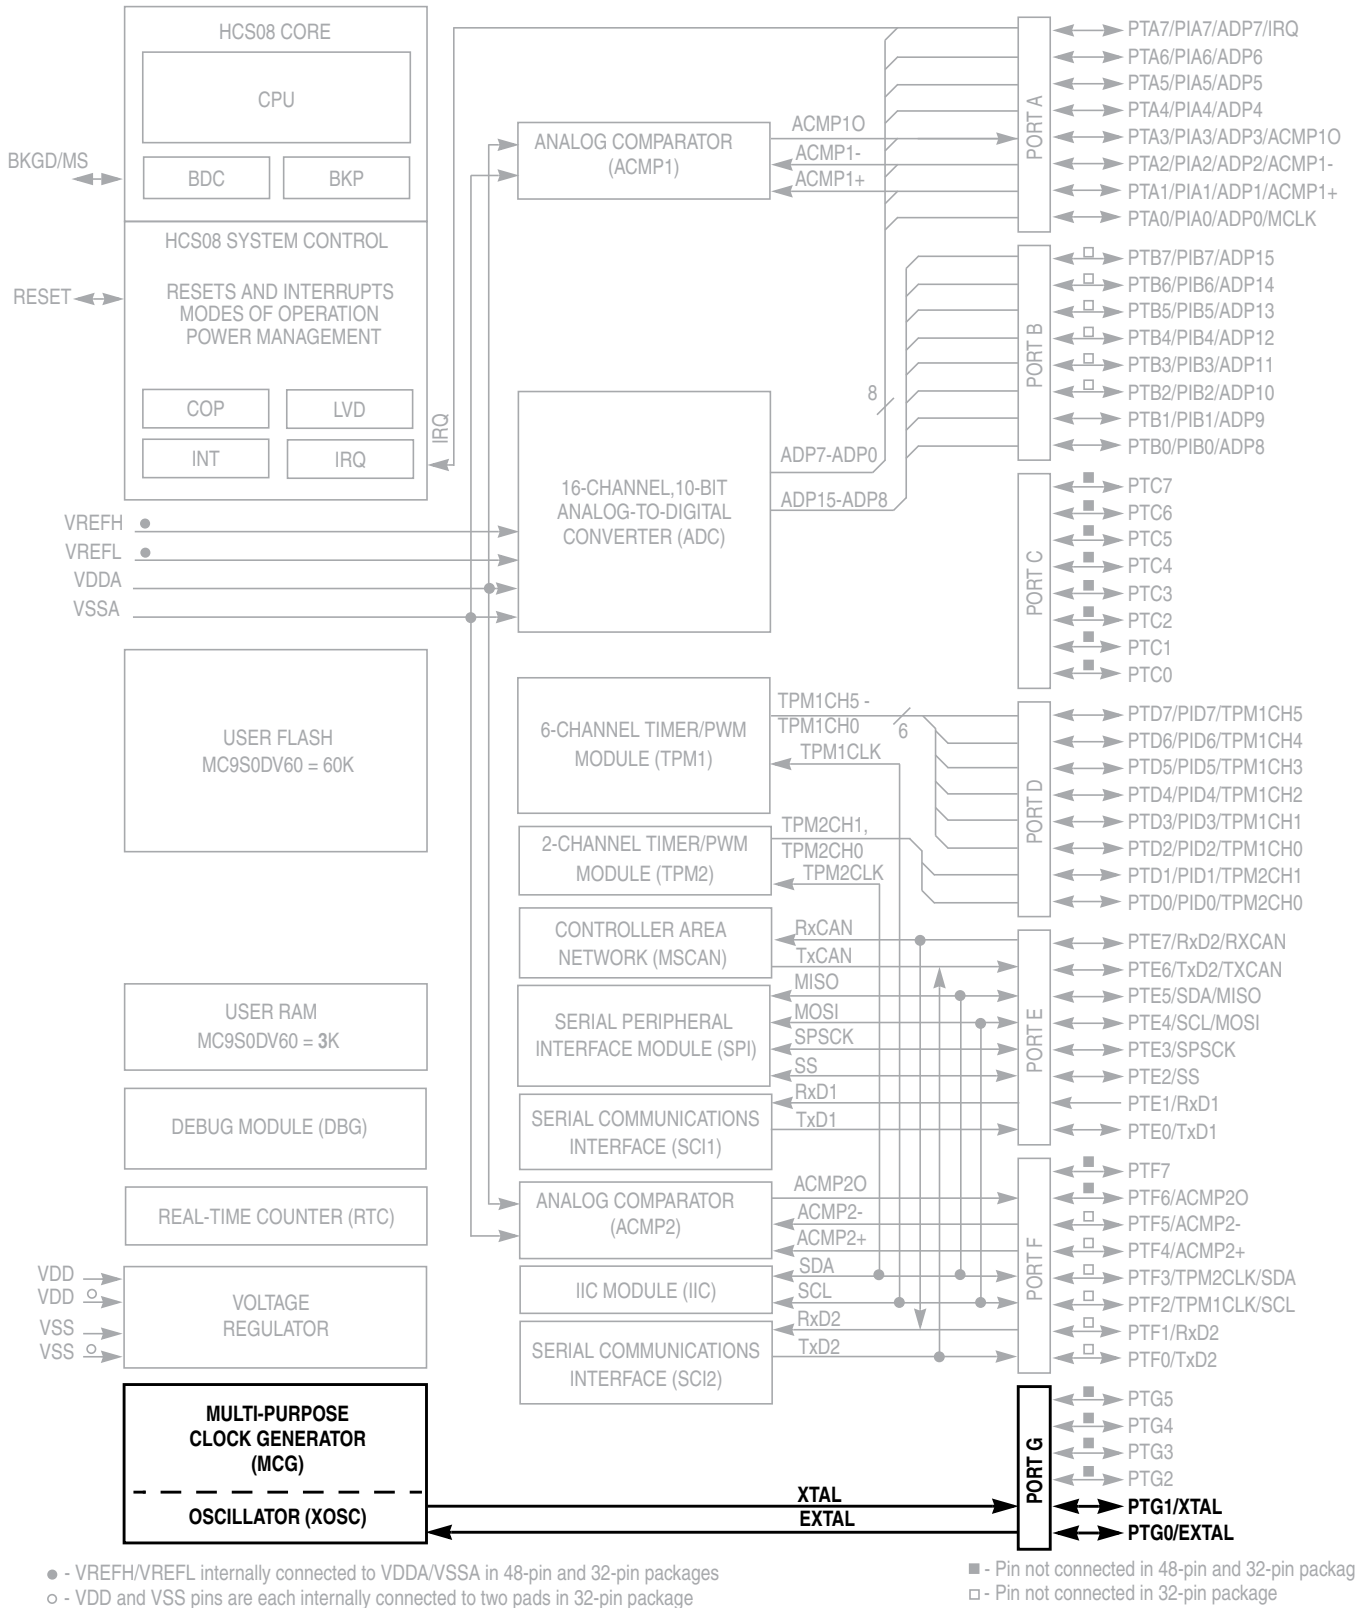 HCS08 CORE
CPU
BDC
BKP
BKGD/MS
HCS08 SYSTEM CONTROL
RESETS AND INTERRUPTS
MODES OF OPERATION
POWER MANAGEMENT
RESET
COP
LVD
INT
IRQ
IRQ
VREFH
VREFL
VDDA
VSSA
USER FLASH
MC9S0DV60 = 60K
USER RAM
MC9S0DV60 = 3K
DEBUG MODULE (DBG)
REAL-TIME COUNTER (RTC)
VDD
VDD
VSS
VSS
VOLTAGE
REGULATOR
MULTI-PURPOSE
CLOCK GENERATOR
(MCG)
OSCILLATOR (XOSC)
ANALOG COMPARATOR
(ACMP1)
ACMP1O
ACMP1-
ACMP1+
16-CHANNEL,10-BIT
ANALOG-TO-DIGITAL
CONVERTER (ADC)
8
ADP7-ADP0
ADP15-ADP8
6-CHANNEL TIMER/PWM
MODULE (TPM1)
TPM1CH5 -
TPM1CH0
6
TPM1CLK
2-CHANNEL TIMER/PWM
MODULE (TPM2)
TPM2CH1,
TPM2CH0
TPM2CLK
CONTROLLER AREA
NETWORK (MSCAN)
RxCAN
TxCAN
SERIAL PERIPHERAL
INTERFACE MODULE (SPI)
MISO
MOSI
SPSCK
SS
SERIAL COMMUNICATIONS
INTERFACE (SCI1)
RxD1
TxD1
ANALOG COMPARATOR
(ACMP2)
ACMP2O
ACMP2-
ACMP2+
IIC MODULE (IIC)
SDA
SCL
SERIAL COMMUNICATIONS
INTERFACE (SCI2)
RxD2
TxD2
XTAL
EXTAL
PORT A
PTA7/PIA7/ADP7/IRQ
PTA6/PIA6/ADP6
PTA5/PIA5/ADP5
PTA4/PIA4/ADP4
PTA3/PIA3/ADP3/ACMP1O
PTA2/PIA2/ADP2/ACMP1-
PTA1/PIA1/ADP1/ACMP1+
PTA0/PIA0/ADP0/MCLK
PORT B
PTB7/PIB7/ADP15
PTB6/PIB6/ADP14
PTB5/PIB5/ADP13
PTB4/PIB4/ADP12
PTB3/PIB3/ADP11
PTB2/PIB2/ADP10
PTB1/PIB1/ADP9
PTB0/PIB0/ADP8
PORT C
PTC7
PTC6
PTC5
PTC4
PTC3
PTC2
PTC1
PTC0
PORT D
PTD7/PID7/TPM1CH5
PTD6/PID6/TPM1CH4
PTD5/PID5/TPM1CH3
PTD4/PID4/TPM1CH2
PTD3/PID3/TPM1CH1
PTD2/PID2/TPM1CH0
PTD1/PID1/TPM2CH1
PTD0/PID0/TPM2CH0
PORT E
PTE7/RxD2/RXCAN
PTE6/TxD2/TXCAN
PTE5/SDA/MISO
PTE4/SCL/MOSI
PTE3/SPSCK
PTE2/SS
PTE1/RxD1
PTE0/TxD1
PORT F
PTF7
PTF6/ACMP2O
PTF5/ACMP2-
PTF4/ACMP2+
PTF3/TPM2CLK/SDA
PTF2/TPM1CLK/SCL
PTF1/RxD2
PTF0/TxD2
PORT G
PTG5
PTG4
PTG3
PTG2
PTG1/XTAL
PTG0/EXTAL
● - VREFH/VREFL internally connected to VDDA/VSSA in 48-pin and 32-pin packages
○ - VDD and VSS pins are each internally connected to two pads in 32-pin package
■ - Pin not connected in 48-pin and 32-pin packag
□ - Pin not connected in 32-pin package